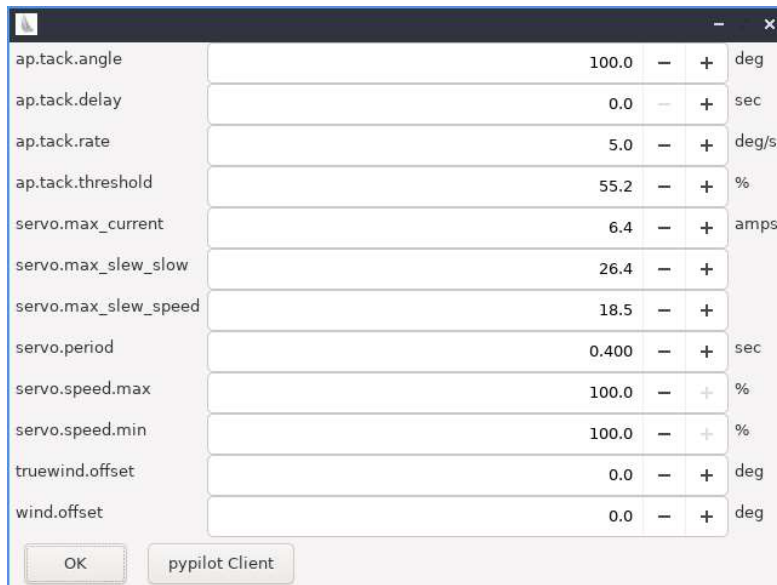 ap.tack.angle 100.0 − + deg
ap.tack.delay 0.0 − + sec
ap.tack.rate 5.0 − + deg/s
ap.tack.threshold 55.2 − + %
servo.max_current 6.4 − + amps
servo.max_slew_slow 26.4 − +
servo.max_slew_speed 18.5 − +
servo.period 0.400 − + sec
servo.speed.max 100.0 − + %
servo.speed.min 100.0 − + %
truewind.offset 0.0 − + deg
wind.offset 0.0 − + deg
OK pypilot Client